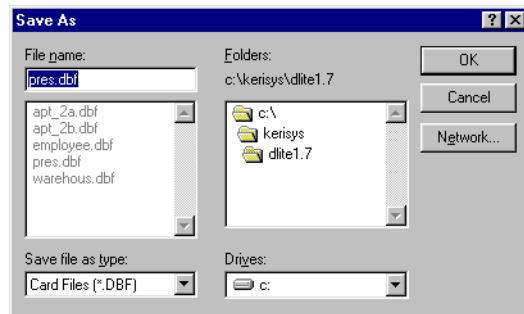 Save As
File name:
pres.dbf
apt_2a.dbf
apt_2b.dbf
employee.dbf
pres.dbf
warehous.dbf
Save file as type:
Card Files (*.DBF)
Folders:
c:\kerisys\dlite1.7
c:\
kerisys
dlite1.7
Drives:
c:
OK
Cancel
Network...